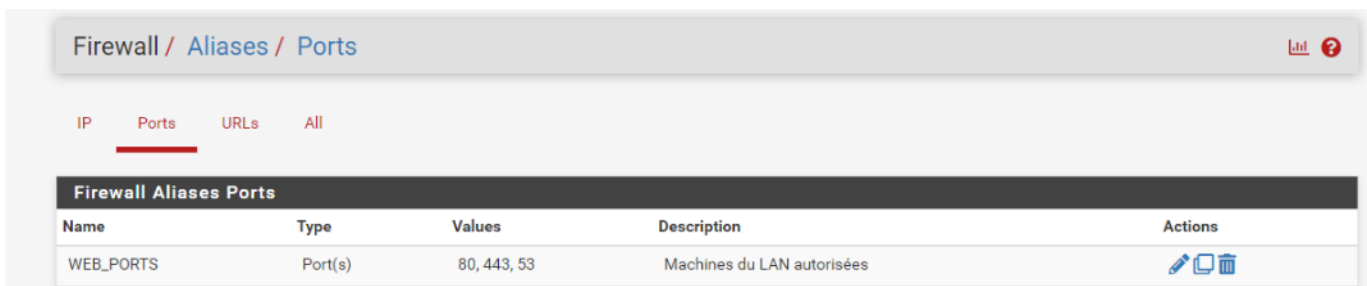 Firewall / Aliases / Ports
IP Ports URLs All
Firewall Aliases Ports
Name Type Values Description Actions
WEB_PORTS Port(s) 80, 443, 53 Machines du LAN autorisées